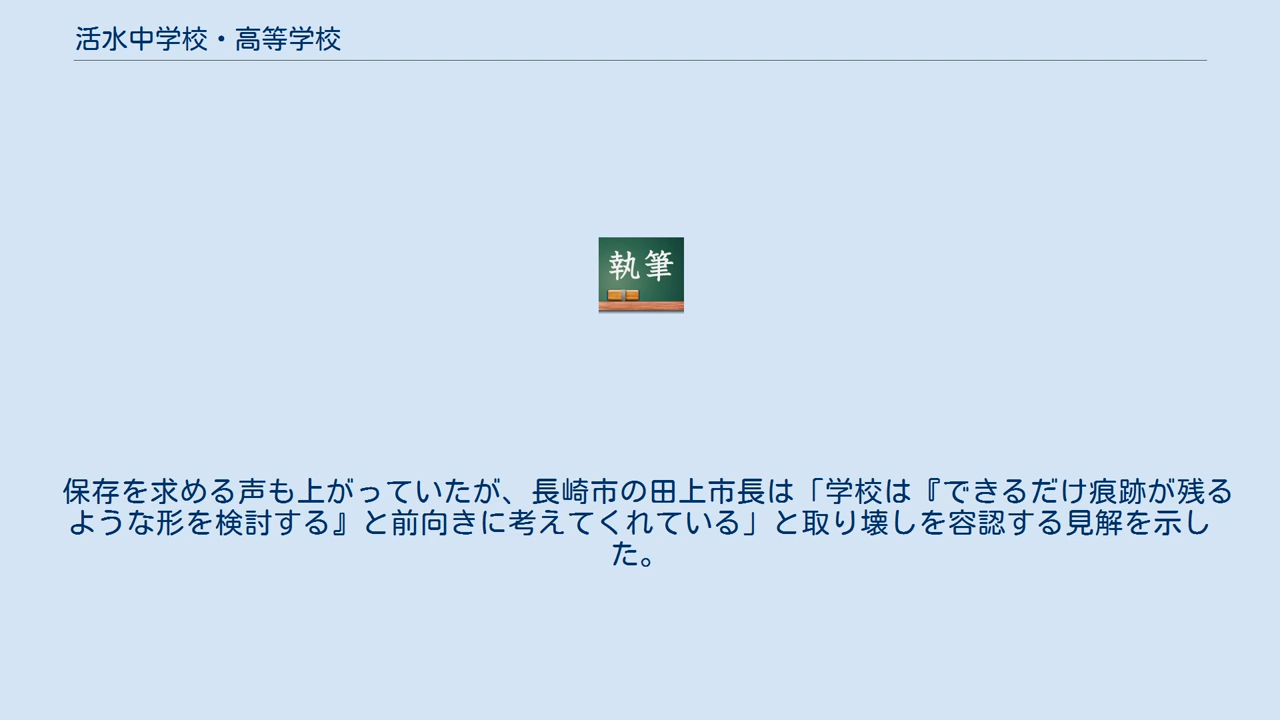 活水中学校・高等学校
執筆
保存を求める声も上がっていたが、長崎市の田上市長は「学校は『できるだけ痕跡が残る
ような形を検討する』と前向きに考えてくれている」と取り壊しを容認する見解を示し
た。